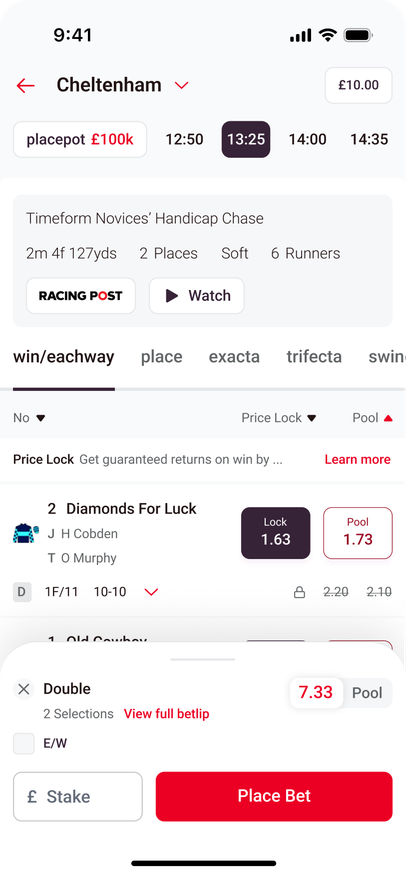 9:41
Cheltenham
£10.00
placepot £100k 12:50 13:25 14:00 14:35
Timeform Novices' Handicap Chase
2m 4f 127yds 2 Places Soft 6 Runners
RACING POST Watch
win/eachway place exacta trifecta swin
No Price Lock Pool
Price Lock Get guaranteed returns on win by ... Learn more
2 Diamonds For Luck
J H Cobden
T O Murphy
Lock 1.63
Pool 1.73
D 1F/11 10-10 2.20 2.10
1 Old Cowboy
Double
7.33 Pool
2 Selections View full betlip
E/W
£ Stake Place Bet